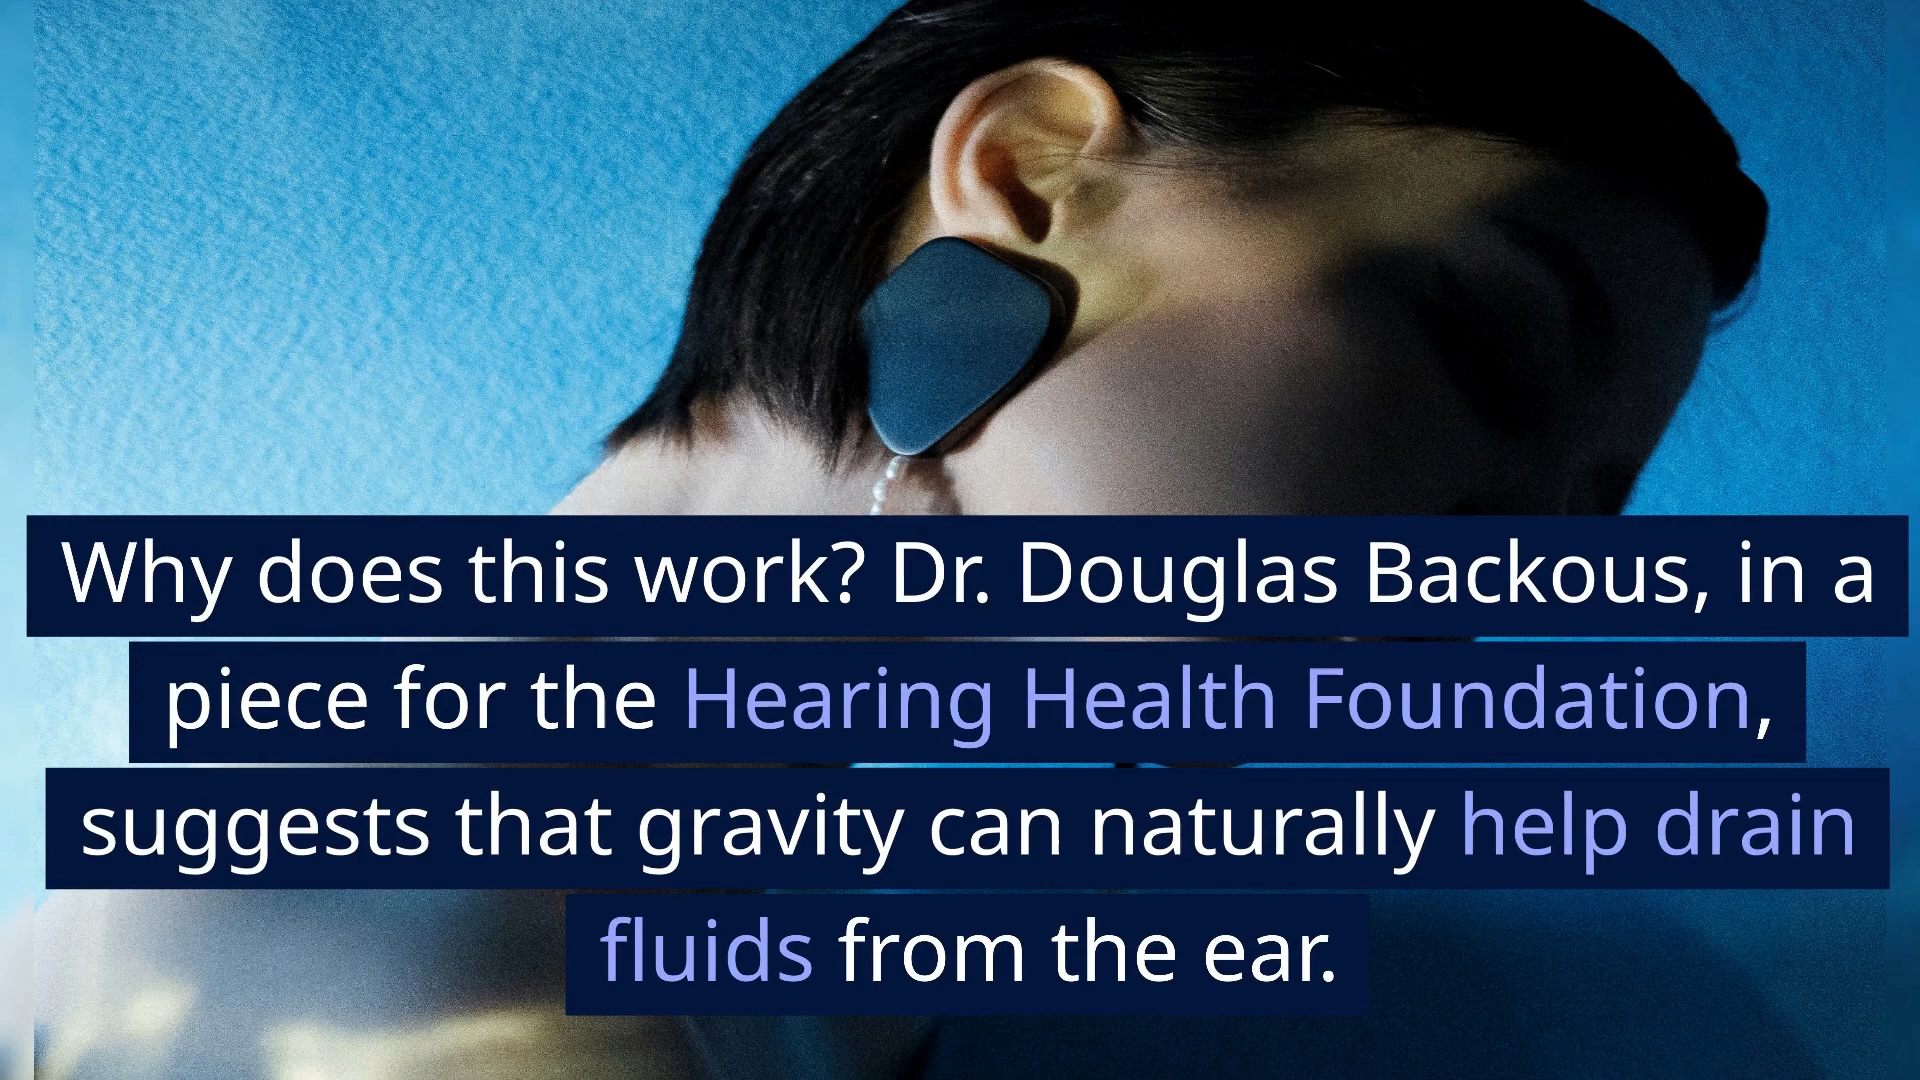 Why does this work? Dr. Douglas Backous, in a
piece for the Hearing Health Foundation,
suggests that gravity can naturally help drain
fluids from the ear.